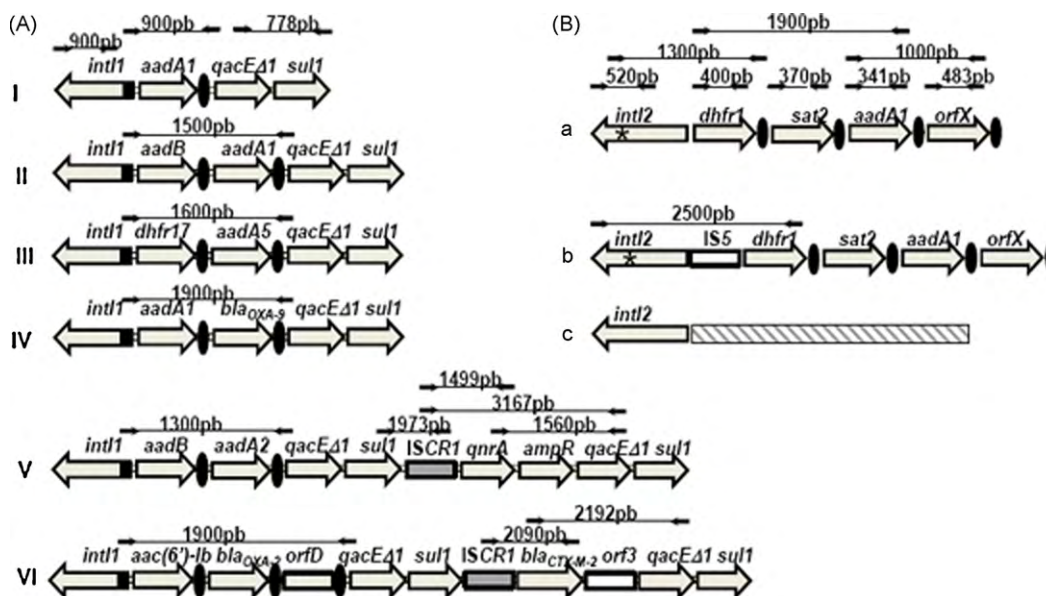 (A)
900pb 778pb
900pb
intI1 aadA1 qacEΔ1 sul1
I
1500pb
intI1 aadB aadA1 qacEΔ1 sul1
II
1600pb
intI1 dhfr17 aadA5 qacEΔ1 sul1
III
1900pb
intI1 aadA1 blaOXA-9 qacEΔ1 sul1
IV
1499pb
3167pb
1300pb 1973pb 1560pb
intI1 aadB aadA2 qacEΔ1 sul1 ISCR1 qnrA ampR qacEΔ1 sul1
V
2192pb
1900pb 2090pb
intI1 aac(6')-Ib blaOXA-2 orfD qacEΔ1 sul1 ISCR1 blaCTX-M-2 orf3 qacEΔ1 sul1
VI
(B)
1900pb
1300pb 1000pb
520pb 400pb 370pb 341pb 483pb
intI2 dhfr1 sat2 aadA1 orfX
a *
2500pb
intI2 IS5 dhfr1 sat2 aadA1 orfX
b *
intI2
c